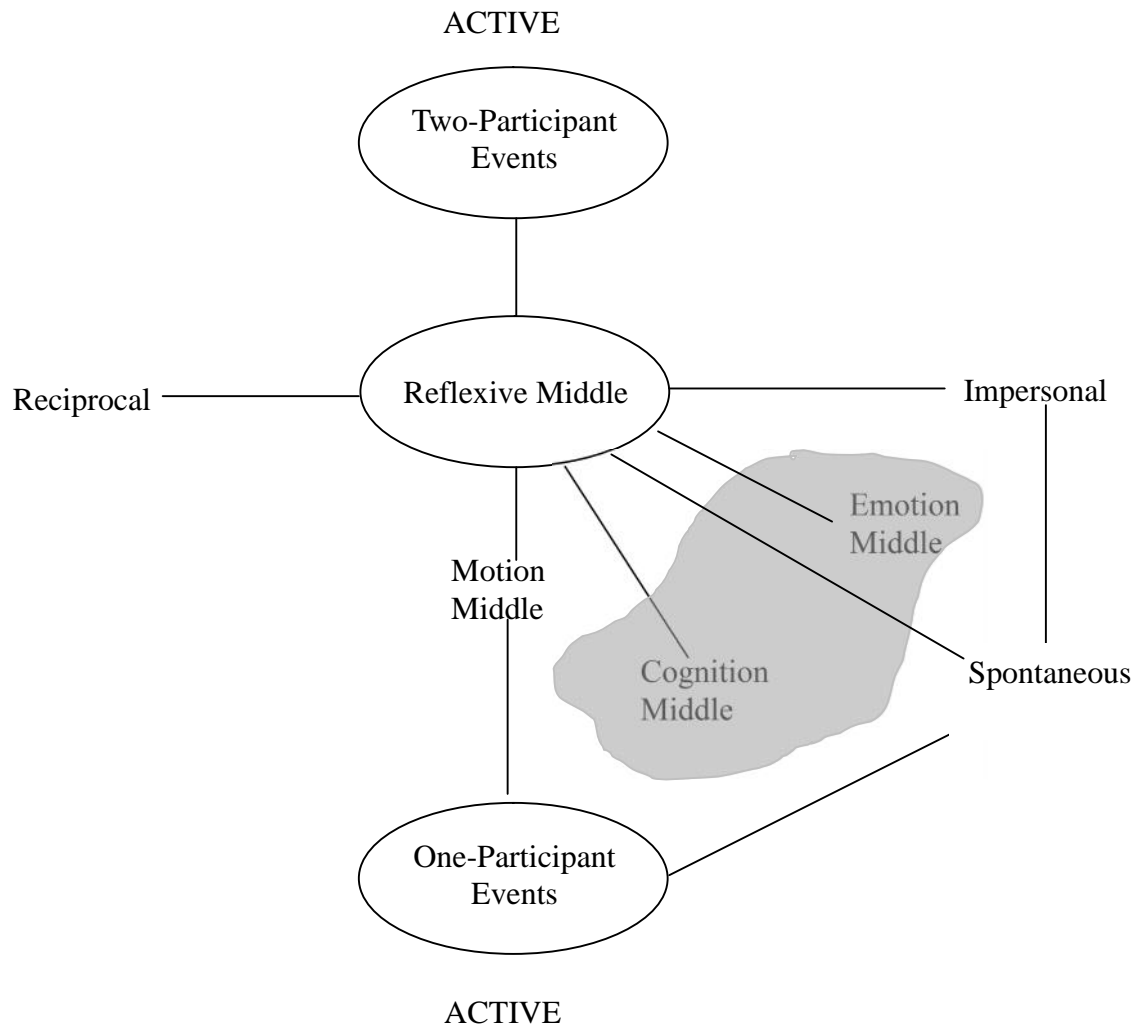 ACTIVE
Two-Participant
Events
Reciprocal
Reflexive Middle
Impersonal
Emotion
Middle
Motion
Middle
Cognition
Middle
Spontaneous
One-Participant
Events
ACTIVE